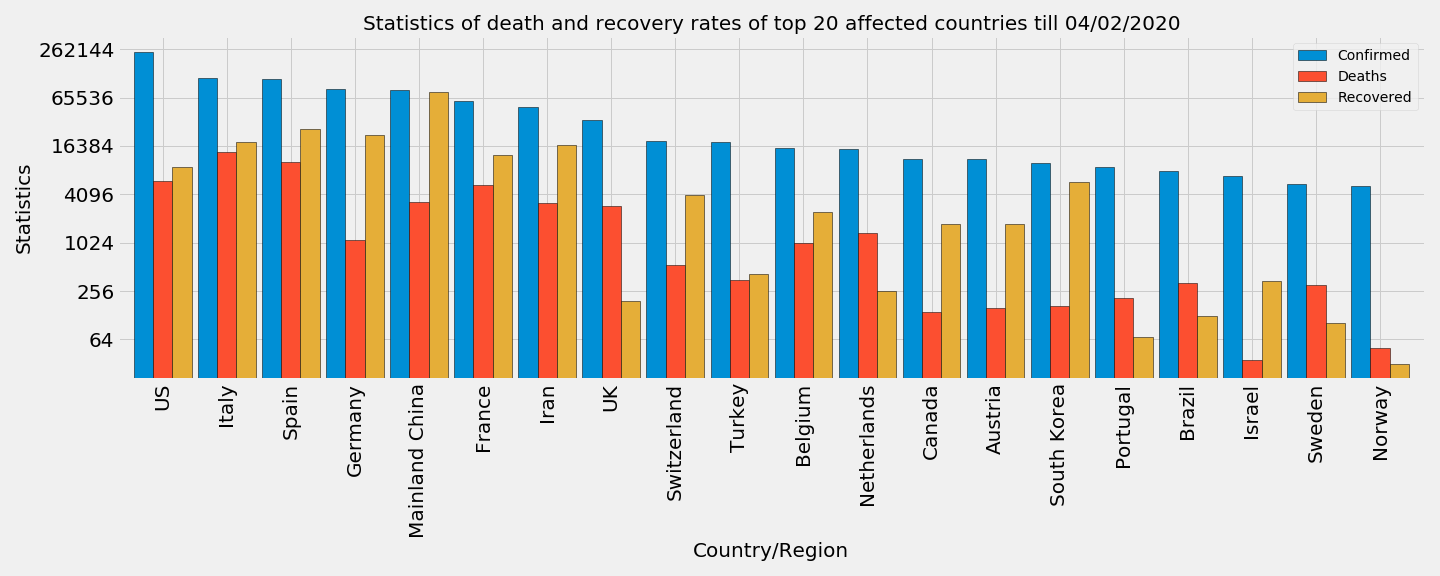 Statistics of death and recovery rates of top 20 affected countries till 04/02/2020
262144
65536
16384
4096
1024
256
64
Statistics
Confirmed
Deaths
Recovered
US
Italy
Spain
Germany
Mainland China
France
Iran
UK
Switzerland
Turkey
Belgium
Netherlands
Canada
Austria
South Korea
Portugal
Brazil
Israel
Sweden
Norway
Country/Region